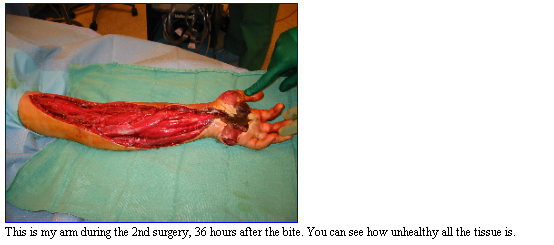 This is my arm during the 2nd surgery, 36 hours after the bite. You can see how unhealthy all the tissue is.